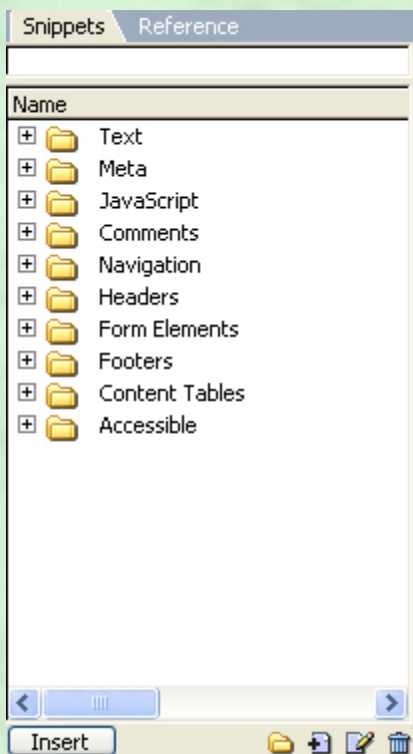 Snippets Reference
Name
Text
Meta
JavaScript
Comments
Navigation
Headers
Form Elements
Footers
Content Tables
Accessible
Insert